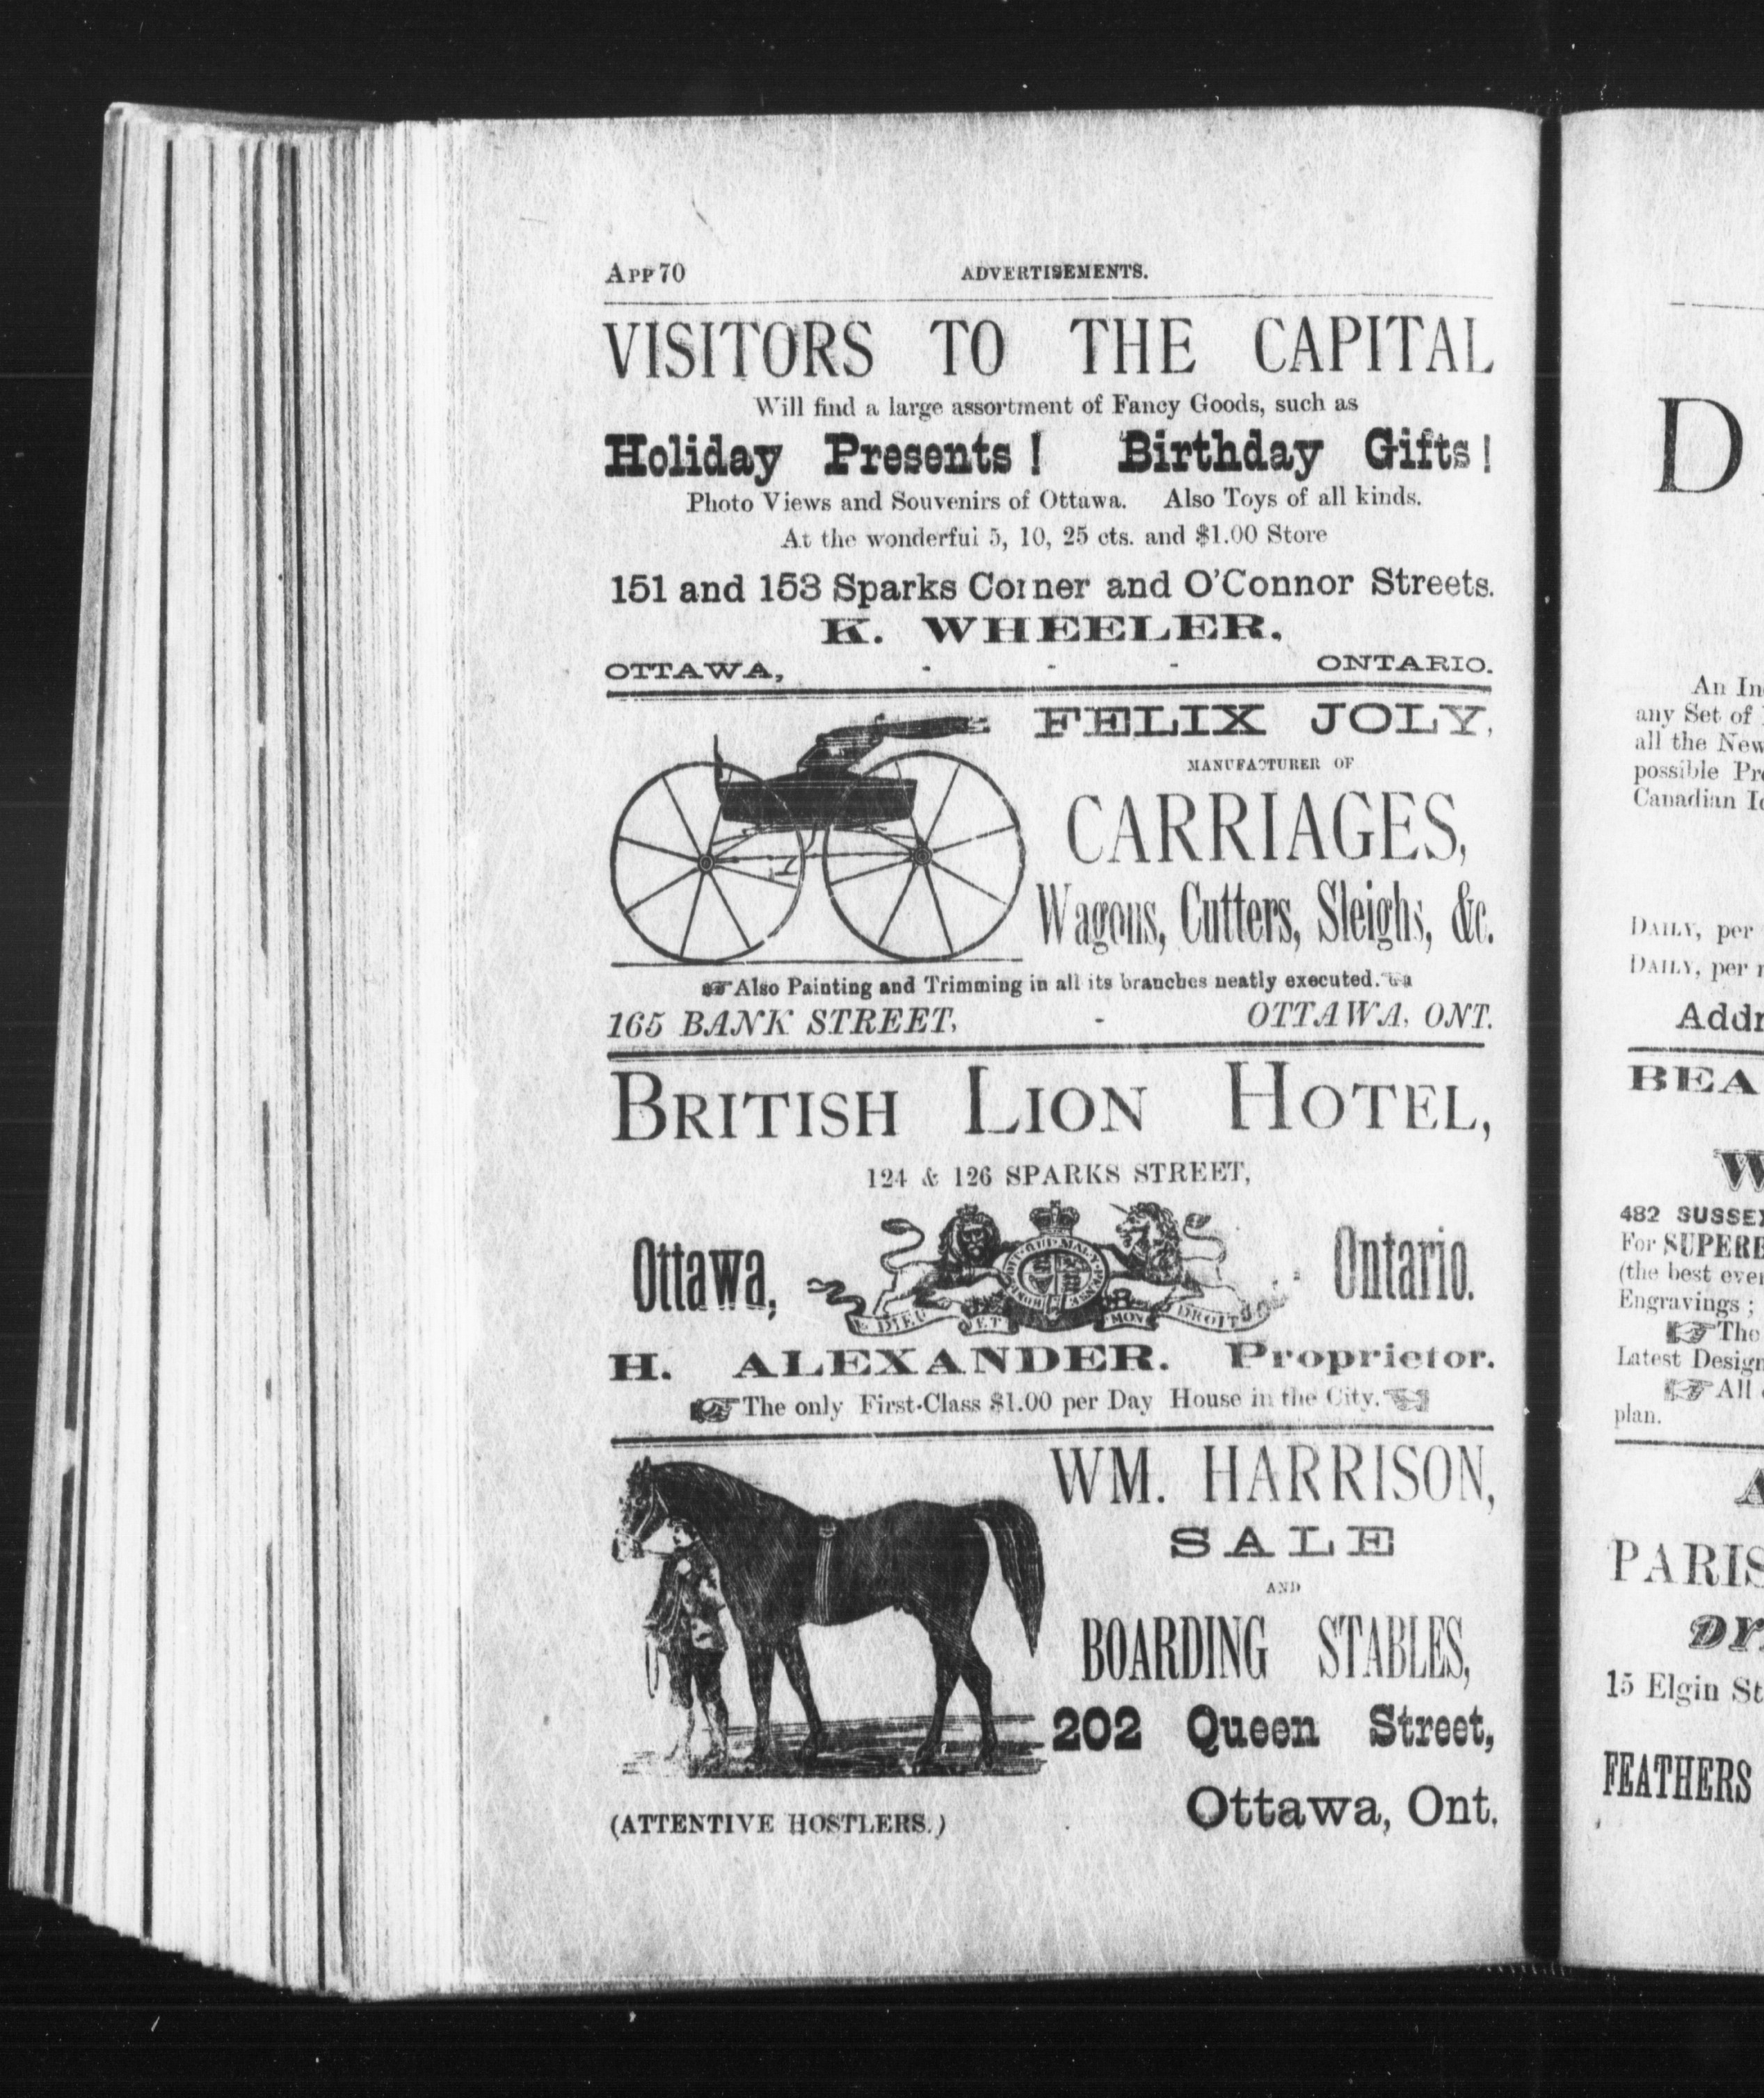 APP 70
ADVERTISEMENTS.
VISITORS TO THE CAPITAL
Will find a large assortment of Fancy Goods, such as
Holiday Presents! Birthday Gifts!
Photo Views and Souvenirs of Ottawa. Also Toys of all kinds.
At the wonderful 5, 10, 25 cts. and $1.00 Store
151 and 153 Sparks Corner and O'Connor Streets.
K. WHEELER.
OTTAWA, - - - ONTARIO.
FELIX JOLY,
MANUFACTURER OF
CARRIAGES,
Wagons, Cutters, Sleighs, &c.
☞Also Painting and Trimming in all its branches neatly executed.☜
165 BANK STREET, - OTTAWA, ONT.
BRITISH LION HOTEL,
124 & 126 SPARKS STREET,
Ottawa, Ontario.
DIEU ET MON DROIT
H. ALEXANDER. Proprietor.
☞The only First-Class $1.00 per Day House in the City.☜
WM. HARRISON,
SALE
AND
BOARDING STABLES,
202 Queen Street,
(ATTENTIVE HOSTLERS.) Ottawa, Ont.
D
An In
any Set of
all the New
possible Pr
Canadian
DAILY, per
DAILY, per
Addr
BEA
W
482 SUSSEX
For SUPERB
(the best ever
Engravings ;
☞The
Latest Design
☞All
plan.
A
PARIS
DY
15 Elgin St
FEATHERS